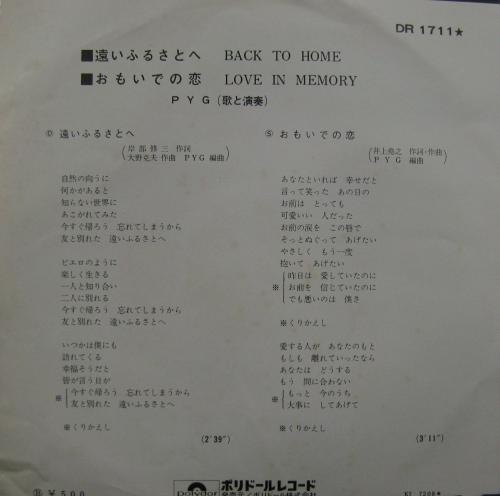 DR 1711★
■遠いふるさとへ BACK TO HOME
■おもいでの恋 LOVE IN MEMORY
PYG(歌と演奏)
① 遠いふるさとへ
(岸部修三 作詞
大野克夫 作曲 PYG 編曲)
自然の向うに
何かがあると
知らない世界に
あこがれてみた
今すぐ帰ろう 忘れてしまうから
友と別れた 遠いふるさとへ
ピエロのように
楽しく生きる
一人と知り合い
二人に別れる
今すぐ帰ろう 忘れてしまうから
友と別れた 遠いふるさとへ
いつかは僕にも
訪れてくる
幸福そうだと
皆が言う日が
※今すぐ帰ろう 忘れてしまうから
友と別れた 遠いふるさとへ
※くりかえし
(2'39")
Ⓢ おもいでの恋
(井上堯之 作詞・作曲
PYG 編曲)
あなたといれば 幸せだと
言って笑った あの日の
お前は とっても
可愛いい 人だった
お前の涙を この唇で
そっとぬぐって あげたい
やさしく もう一度
抱いて あげたい
※昨日は 愛していたのに
お前を 信じていたのに
でも悪いのは 僕さ
※くりかえし
愛する人が あなたのもと
もしも 離れていったなら
あなたは どうする
もう 間に合わない
※もっと 今のうち
大事に してあげて
※くりかえし
(3'11")
¥500
Polydor ポリドールレコード
発売元/ポリドール株式会社